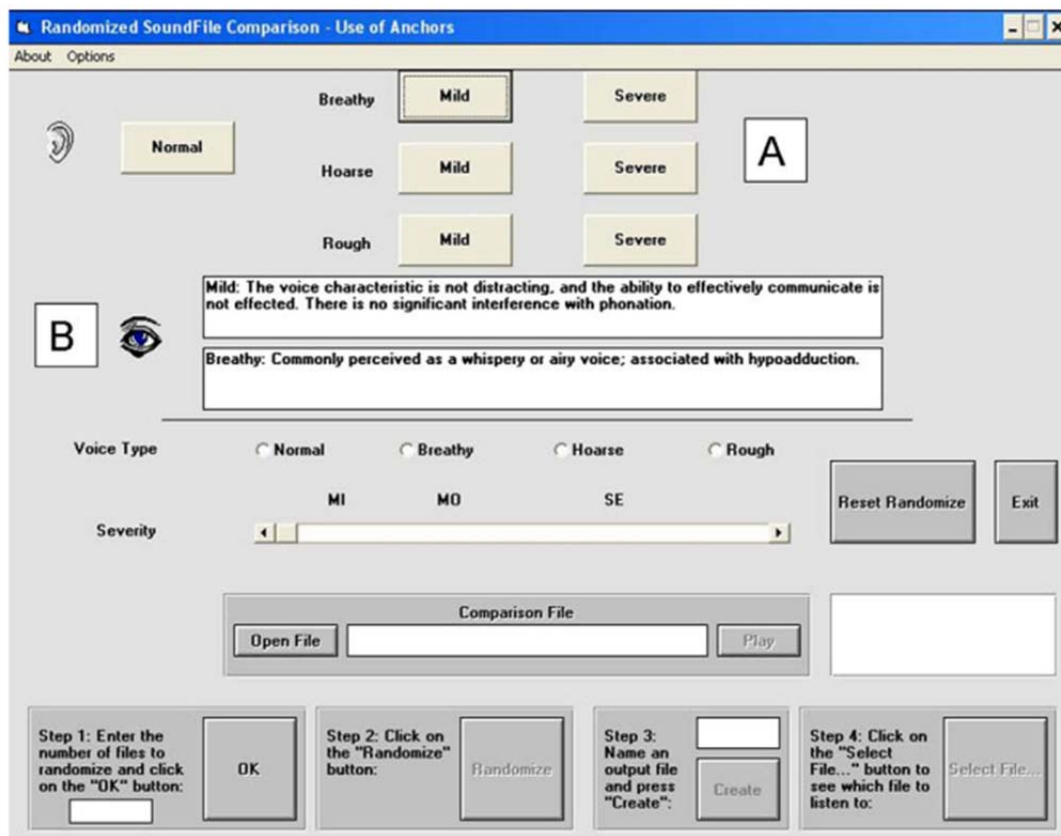 Randomized SoundFile Comparison - Use of Anchors
About Options
Breathy Mild Severe
A
Normal
Hoarse Mild Severe
Rough Mild Severe
B
Mild: The voice characteristic is not distracting, and the ability to effectively communicate is
not effected. There is no significant interference with phonation.
Breathy: Commonly perceived as a whispery or airy voice; associated with hypoadduction.
Voice Type Normal Breathy Hoarse Rough
MI MO SE
Severity
Reset Randomize Exit
Comparison File
Open File Play
Step 1: Enter the
number of files to
randomize and click
on the "OK" button:
OK
Step 2: Click on
the "Randomize"
button:
Randomize
Step 3:
Name an
output file
and press
"Create":
Create
Step 4: Click on
the "Select
File..." button to
see which file to
listen to:
Select File...